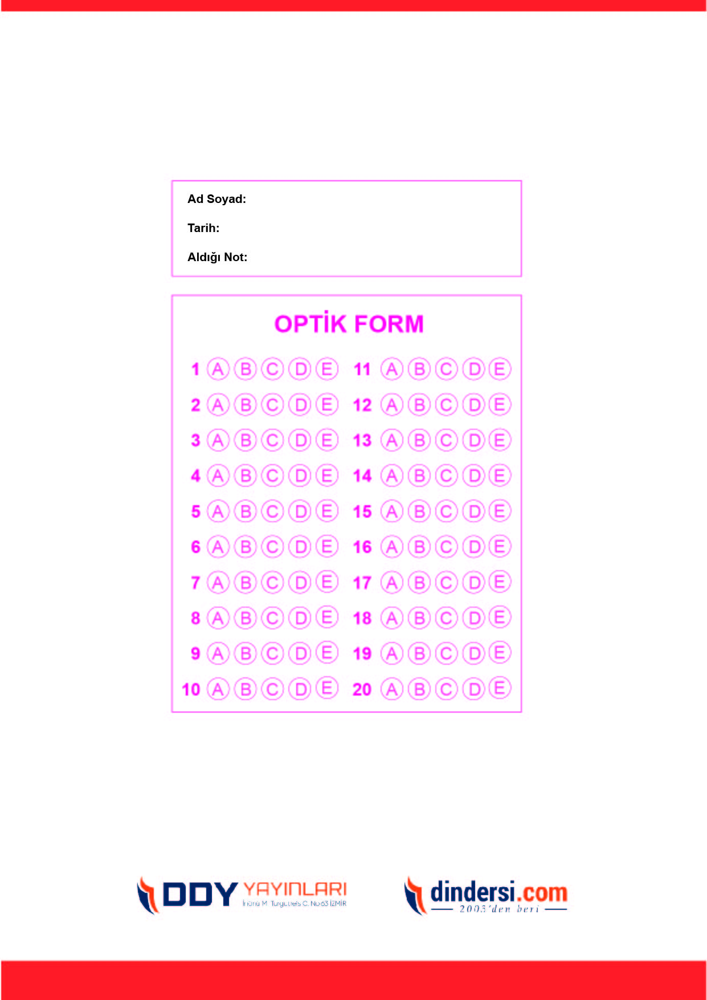 Ad Soyad:
Tarih:
Aldığı Not:
OPTİK FORM
1 A B C D E 11 A B C D E
2 A B C D E 12 A B C D E
3 A B C D E 13 A B C D E
4 A B C D E 14 A B C D E
5 A B C D E 15 A B C D E
6 A B C D E 16 A B C D E
7 A B C D E 17 A B C D E
8 A B C D E 18 A B C D E
9 A B C D E 19 A B C D E
10 A B C D E 20 A B C D E
DDY YAYINLARI
İnönü M. Turgutreis C. No:63 İZMİR
dindersi.com
2003'den beri